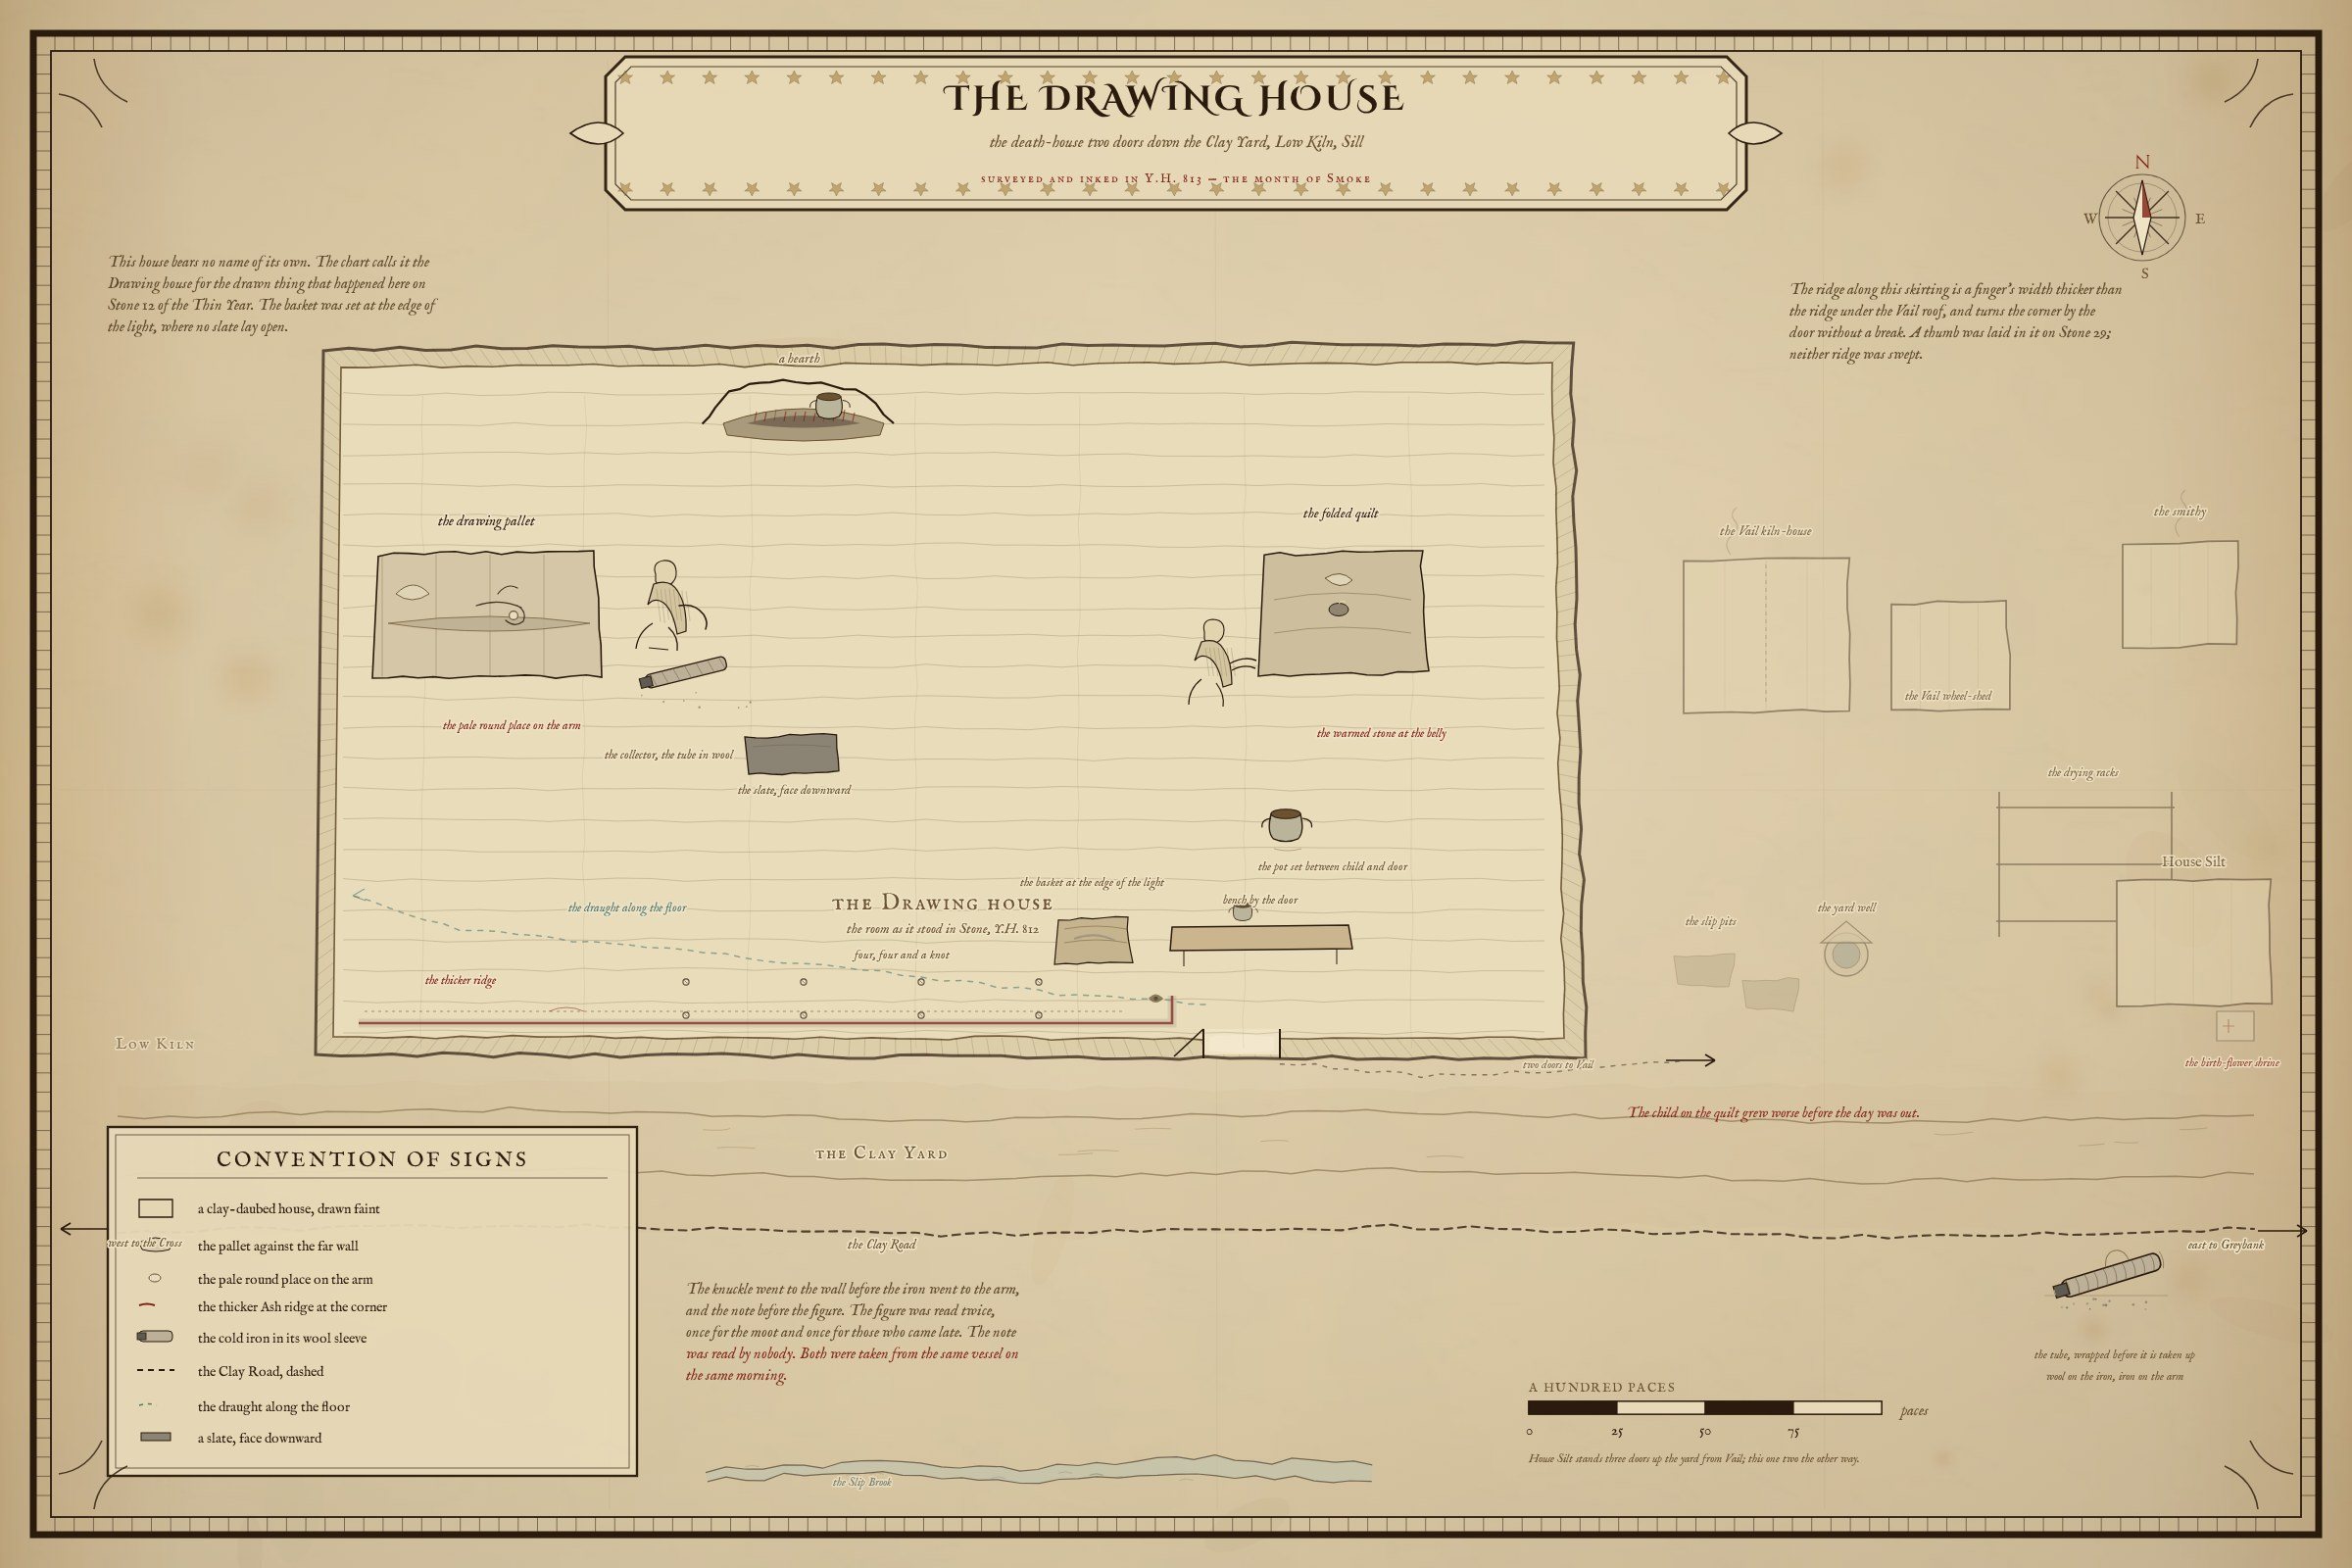 THE DRAWING HOUSE
the death-house two doors down the Clay Yard, Low Kiln, Sill
surveyed and inked in Y.H. 813 — the month of Smoke
N
W
E
S
This house bears no name of its own. The chart calls it the
Drawing house for the drawn thing that happened here on
Stone 12 of the Thin Year. The basket was set at the edge of
the light, where no slate lay open.
The ridge along this skirting is a finger's width thicker than
the ridge under the Vail roof, and turns the corner by the
door without a break. A thumb was laid in it on Stone 29;
neither ridge was swept.
a hearth
the drawing pallet
the folded quilt
the smithy
the Vail kiln-house
the Vail wheel-shed
the pale round place on the arm
the warmed stone at the belly
the collector, the tube in wool
the slate, face downward
the drying racks
House Silt
the pot set between child and door
the basket at the edge of the light
bench by the door
the Drawing house
the draught along the floor
the room as it stood in Stone, Y.H. 812
four, four and a knot
the slip pits
the yard well
the thicker ridge
Low Kiln
two doors to Vail
the birth-flower shrine
The child on the quilt grew worse before the day was out.
the Clay Yard
CONVENTION OF SIGNS
a clay-daubed house, drawn faint
the pallet against the far wall
the pale round place on the arm
the thicker Ash ridge at the corner
the cold iron in its wool sleeve
the Clay Road, dashed
the draught along the floor
a slate, face downward
west to the Cross
the Clay Road
east to Greybank
The knuckle went to the wall before the iron went to the arm,
and the note before the figure. The figure was read twice,
once for the moot and once for those who came late. The note
was read by nobody. Both were taken from the same vessel on
the same morning.
the tube, wrapped before it is taken up
wool on the iron, iron on the arm
A HUNDRED PACES
paces
0 25 50 75
House Silt stands three doors up the yard from Vail; this one two the other way.
the Slip Brook